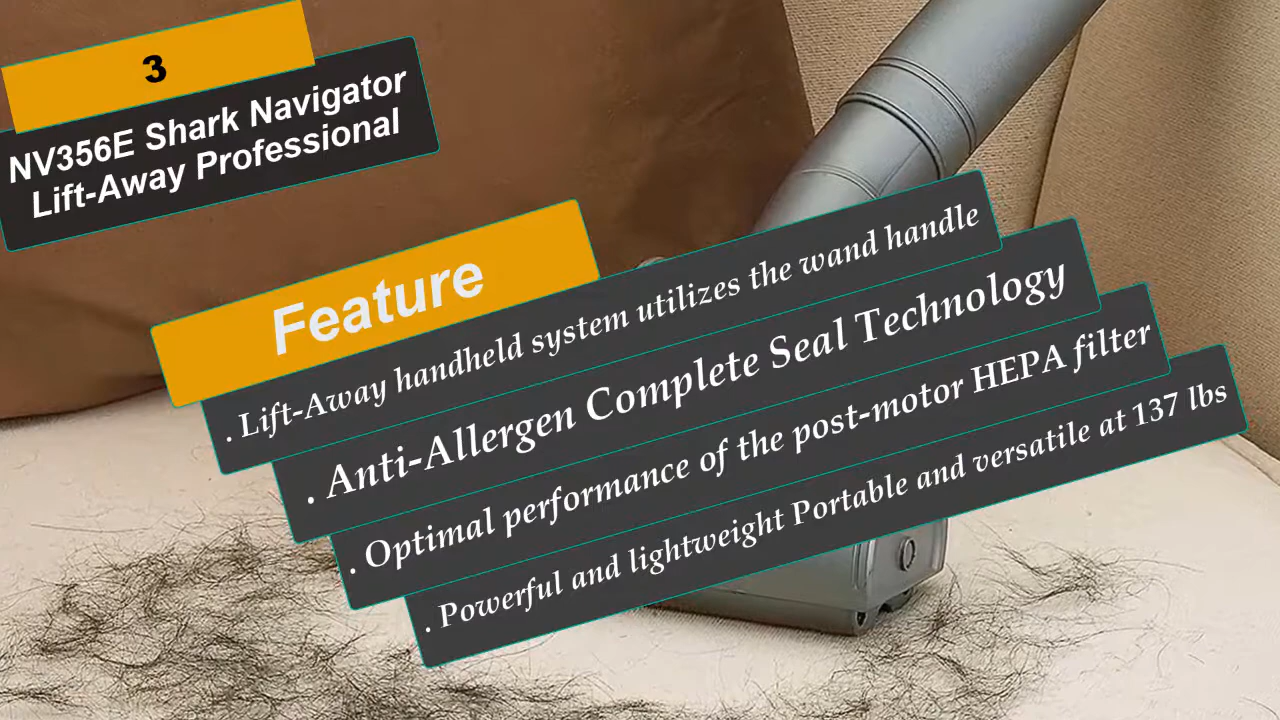 3
NV356E Shark Navigator
Lift-Away Professional
Feature
. Lift-Away handheld system utilizes the wand handle
. Anti-Allergen Complete Seal Technology
. Optimal performance of the post-motor HEPA filter
. Powerful and lightweight Portable and versatile at 137 lbs